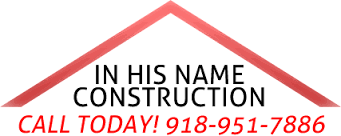 IN HIS NAME
CONSTRUCTION
CALL TODAY! 918-951-7886